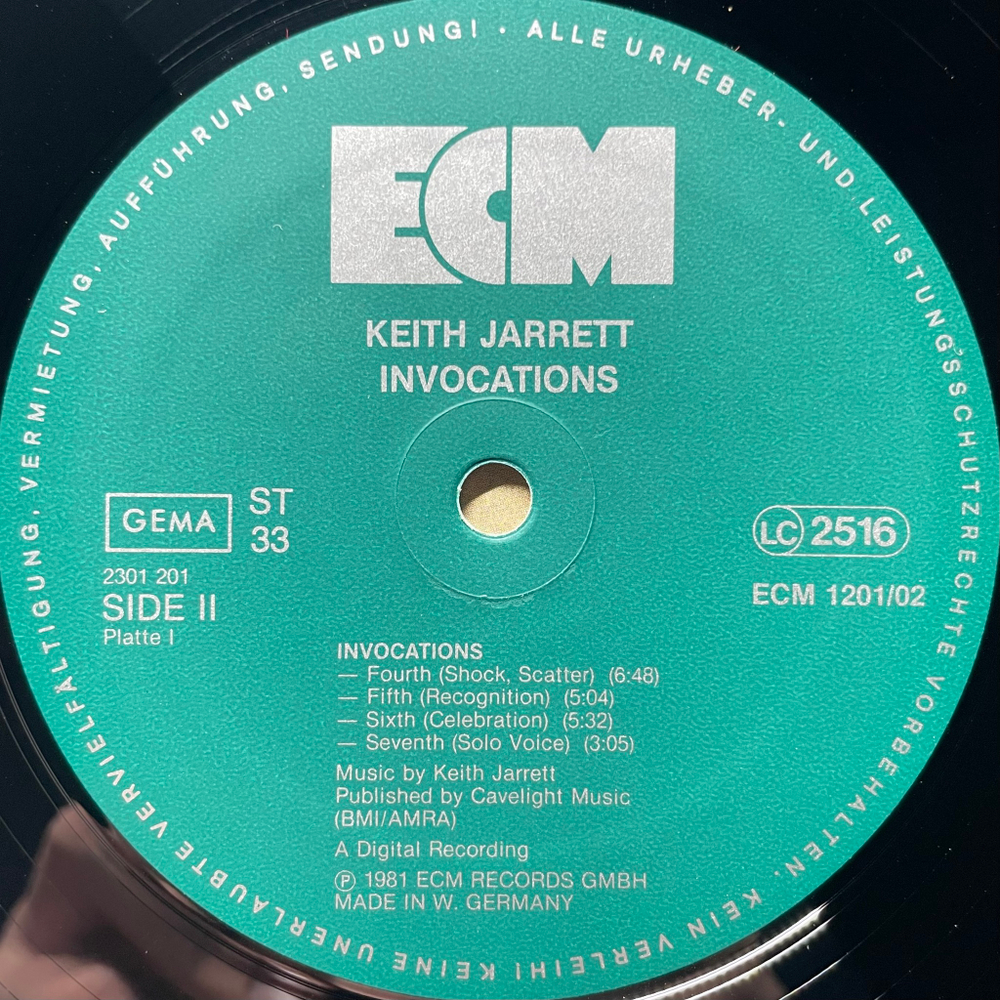 ALLE URHEBER- UND LEISTUNGSSCHUTZRECHTE VORBEHALTEN. KEIN VERLEIH! KEINE UNERLAUBTE VERVIELFÄLTIGUNG, VERMIETUNG, AUFFÜHRUNG, SENDUNG! ·
ECM
KEITH JARRETT
INVOCATIONS
GEMA
ST
33
2301 201
SIDE II
Platte I
LC 2516
ECM 1201/02
INVOCATIONS
— Fourth (Shock, Scatter) (6:48)
— Fifth (Recognition) (5:04)
— Sixth (Celebration) (5:32)
— Seventh (Solo Voice) (3:05)
Music by Keith Jarrett
Published by Cavelight Music
(BMI/AMRA)
A Digital Recording
℗ 1981 ECM RECORDS GMBH
MADE IN W. GERMANY